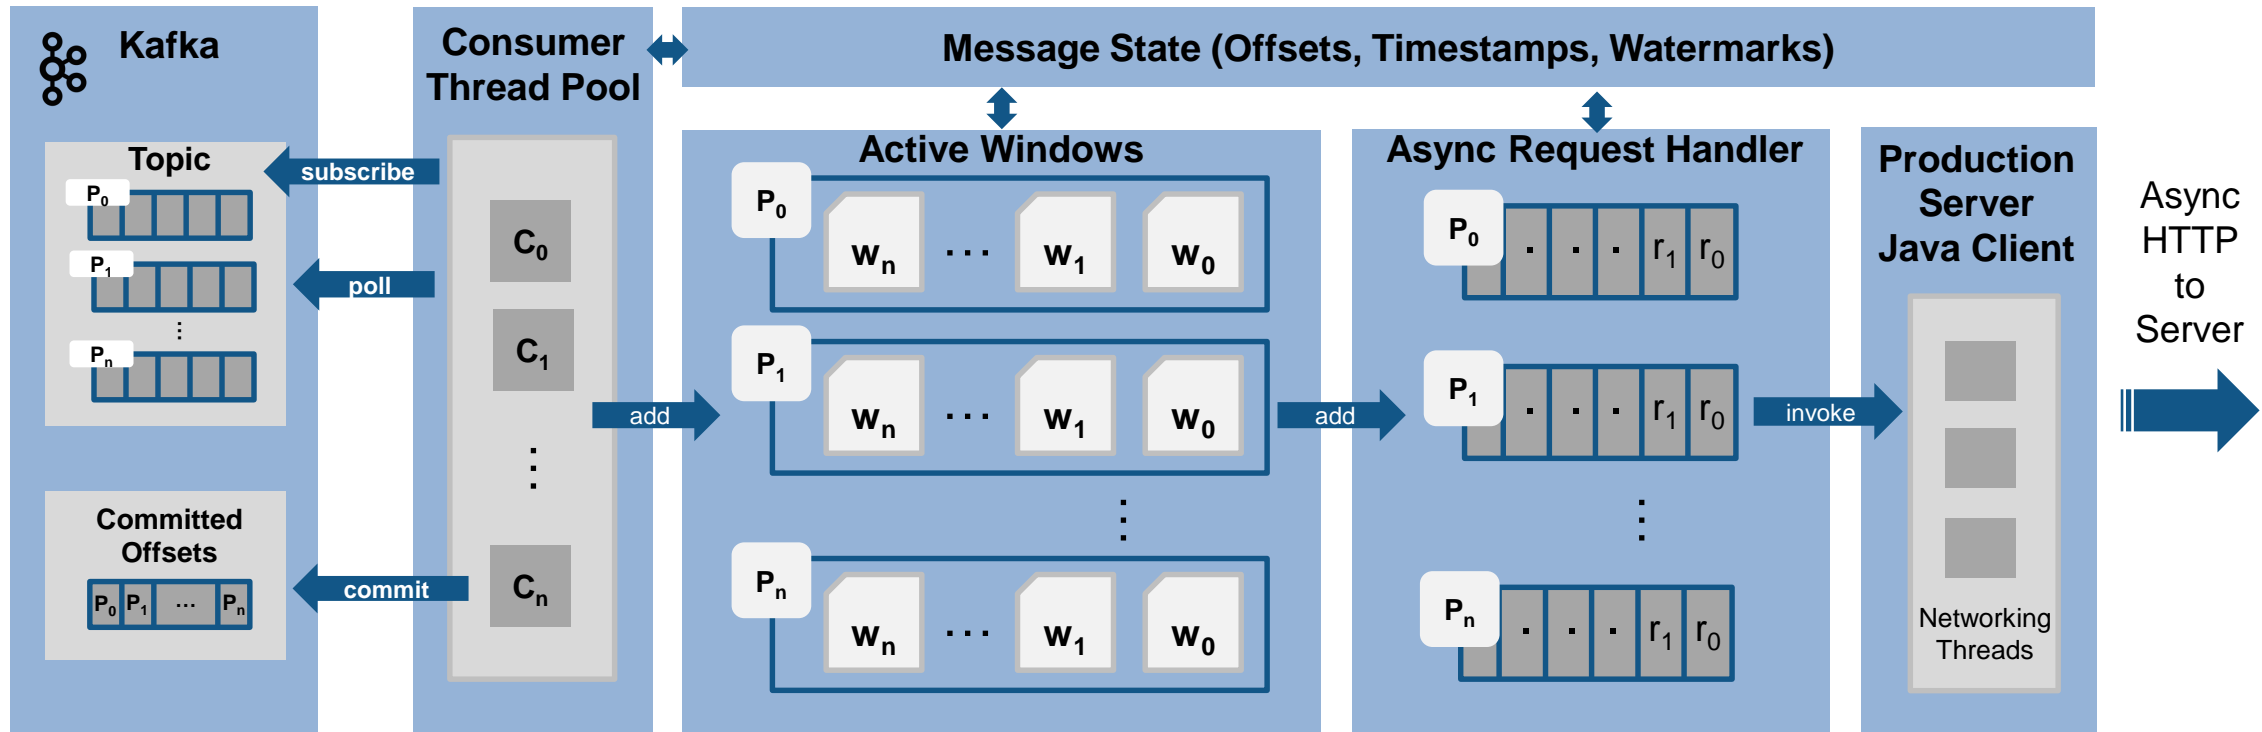 Kafka
Topic
P0
P1
⋮
Pn
Committed
Offsets
P0 P1 ... Pn
subscribe
poll
commit
Consumer
Thread Pool
C0
C1
⋮
Cn
add
Message State (Offsets, Timestamps, Watermarks)
Active Windows
P0
wn ... w1 w0
P1
wn ... w1 w0
⋮
Pn
wn ... w1 w0
add
Async Request Handler
P0
. . . r1 r0
P1
. . . r1 r0
⋮
Pn
. . . r1 r0
invoke
Production
Server
Java Client
Networking
Threads
Async
HTTP
to
Server